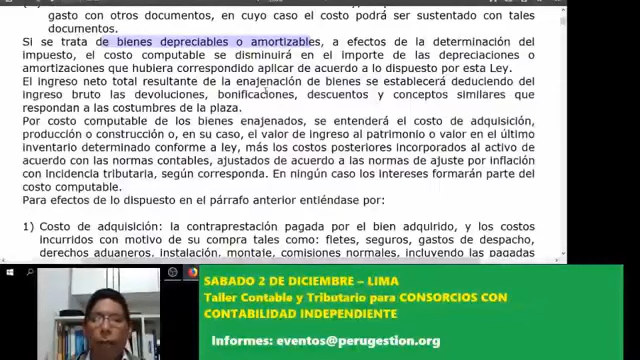 gasto con otros documentos, en cuyo caso el costo podrá ser sustentado con tales
documentos.
Si se trata de bienes depreciables o amortizables, a efectos de la determinación del
impuesto, el costo computable se disminuirá en el importe de las depreciaciones o
amortizaciones que hubiera correspondido aplicar de acuerdo a lo dispuesto por esta Ley.
El ingreso neto total resultante de la enajenación de bienes se establecerá deduciendo del
ingreso bruto las devoluciones, bonificaciones, descuentos y conceptos similares que
respondan a las costumbres de la plaza.
Por costo computable de los bienes enajenados, se entenderá el costo de adquisición,
producción o construcción o, en su caso, el valor de ingreso al patrimonio o valor en el último
inventario determinado conforme a ley, más los costos posteriores incorporados al activo de
acuerdo con las normas contables, ajustados de acuerdo a las normas de ajuste por inflación
con incidencia tributaria, según corresponda. En ningún caso los intereses formarán parte del
costo computable.
Para efectos de lo dispuesto en el párrafo anterior entiéndase por:
1) Costo de adquisición: la contraprestación pagada por el bien adquirido, y los costos
incurridos con motivo de su compra tales como: fletes, seguros, gastos de despacho,
derechos aduaneros, instalación, montaje, comisiones normales, incluyendo las pagadas
SABADO 2 DE DICIEMBRE – LIMA
Taller Contable y Tributario para CONSORCIOS CON
CONTABILIDAD INDEPENDIENTE
Informes: eventos@perugestion.org